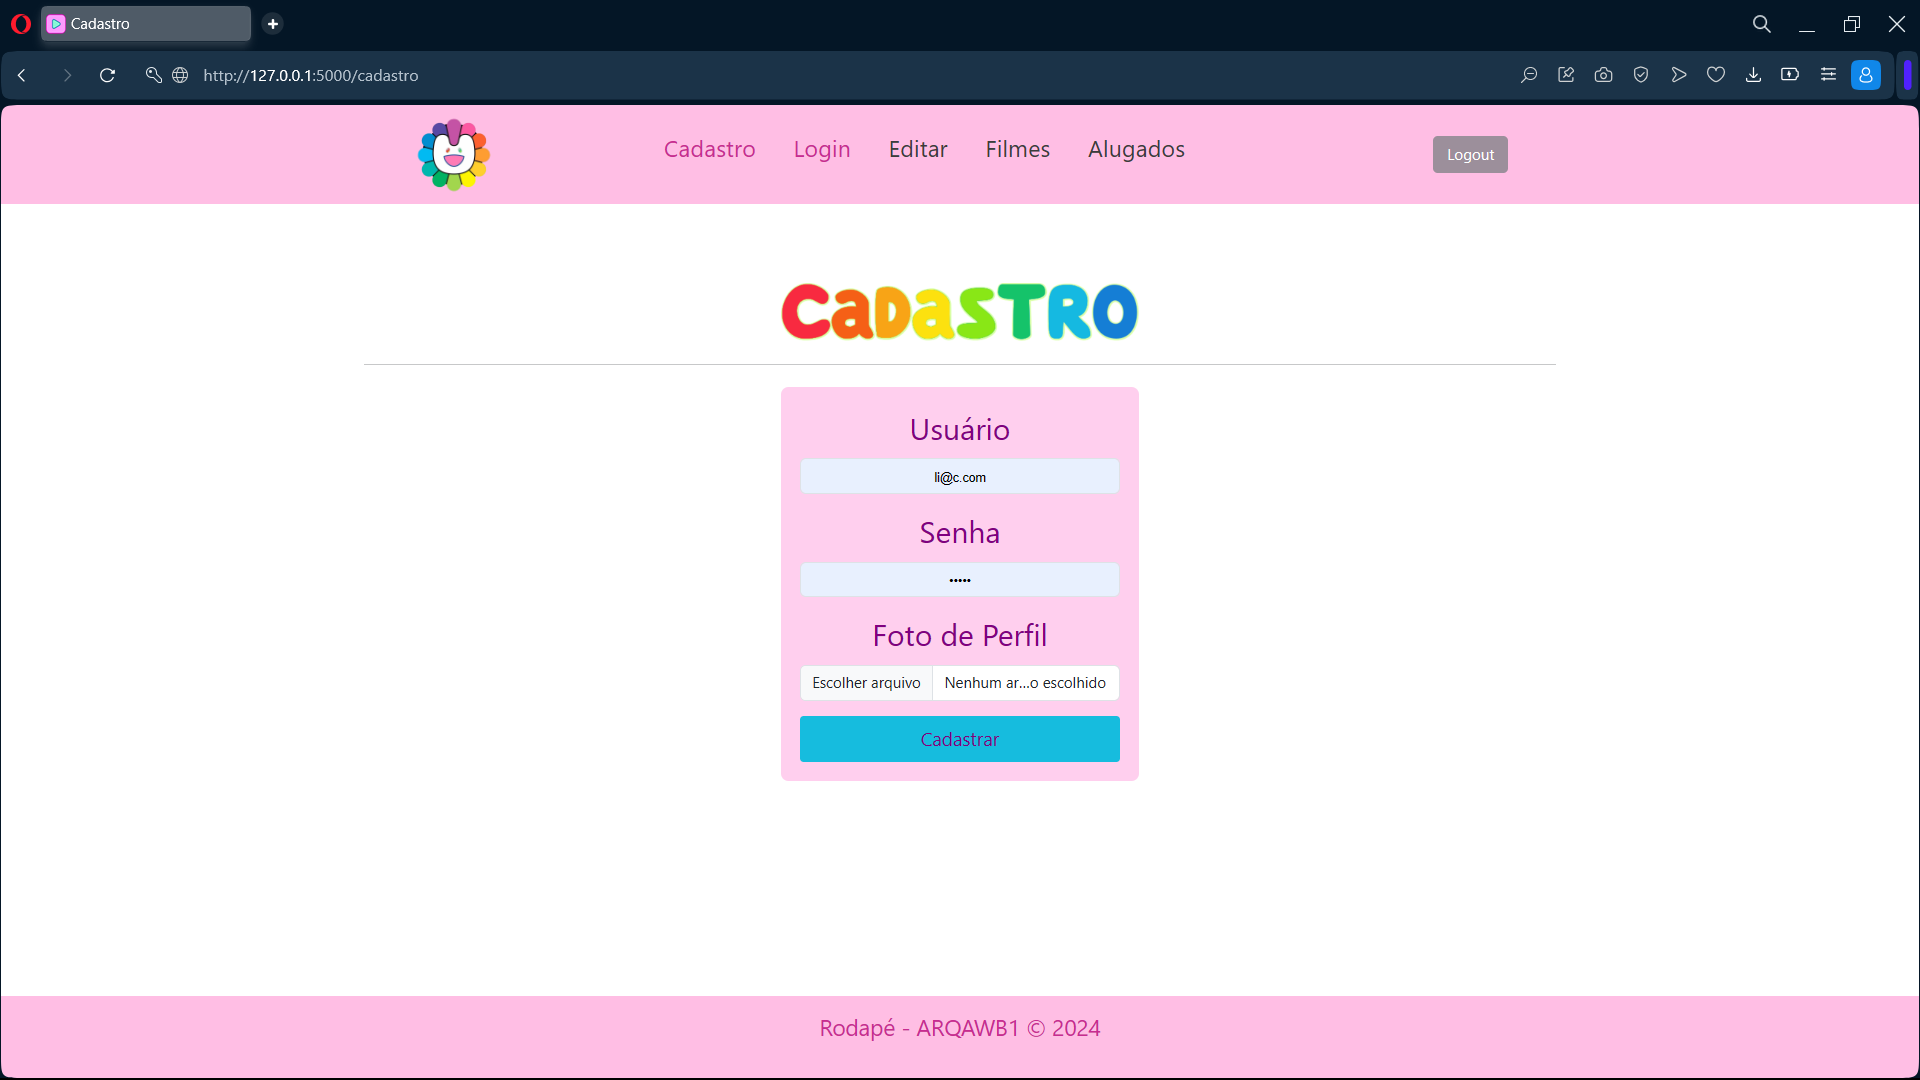 Cadastro
http://127.0.0.1:5000/cadastro
Cadastro Login Editar Filmes Alugados Logout
CaDaSTRO
Usuário
li@c.com
Senha
•••••
Foto de Perfil
Escolher arquivo Nenhum ar...o escolhido
Cadastrar
Rodapé - ARQAWB1 © 2024